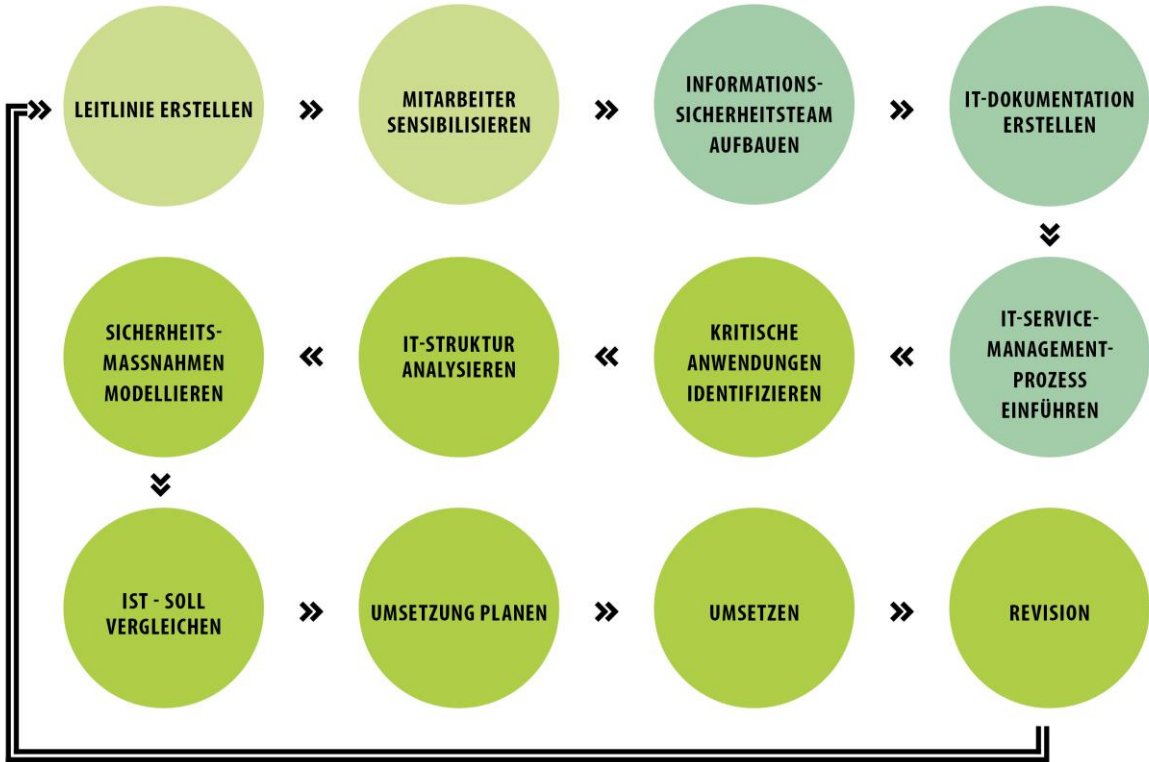 LEITLINIE ERSTELLEN
MITARBEITER
SENSIBILISIEREN
INFORMATIONS-
SICHERHEITSTEAM
AUFBAUEN
IT-DOKUMENTATION
ERSTELLEN
IT-SERVICE-
MANAGEMENT-
PROZESS
EINFÜHREN
KRITISCHE
ANWENDUNGEN
IDENTIFIZIEREN
IT-STRUKTUR
ANALYSIEREN
SICHERHEITS-
MASSNAHMEN
MODELLIEREN
IST - SOLL
VERGLEICHEN
UMSETZUNG PLANEN
UMSETZEN
REVISION